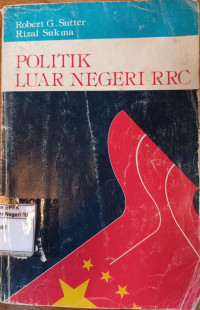 Robert G. Sutter
Rizal Sukma
POLITIK
LUAR NEGERI RRC